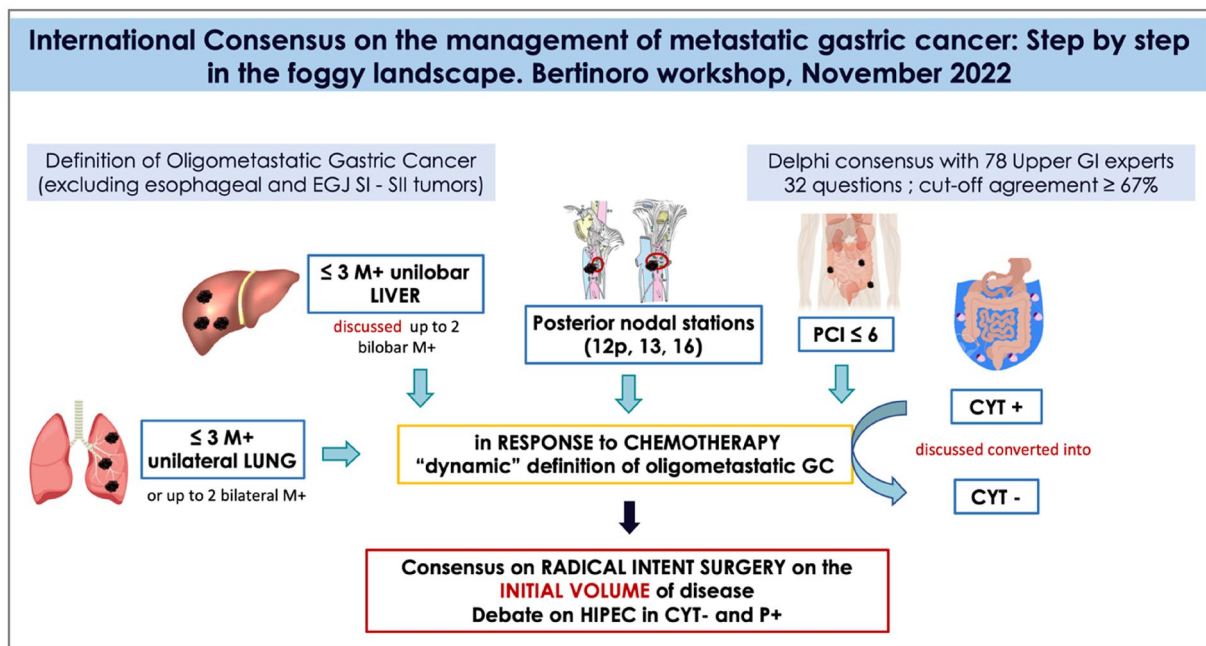 International Consensus on the management of metastatic gastric cancer: Step by step
in the foggy landscape. Bertinoro workshop, November 2022
Definition of Oligometastatic Gastric Cancer
(excluding esophageal and EGJ SI - SII tumors)
Delphi consensus with 78 Upper GI experts
32 questions ; cut-off agreement ≥ 67%
≤ 3 M+ unilobar
LIVER
discussed up to 2
bilobar M+
Posterior nodal stations
(12p, 13, 16)
PCI ≤ 6
≤ 3 M+
unilateral LUNG
or up to 2 bilateral M+
in RESPONSE to CHEMOTHERAPY
“dynamic” definition of oligometastatic GC
CYT +
discussed converted into
CYT -
Consensus on RADICAL INTENT SURGERY on the
INITIAL VOLUME of disease
Debate on HIPEC in CYT- and P+